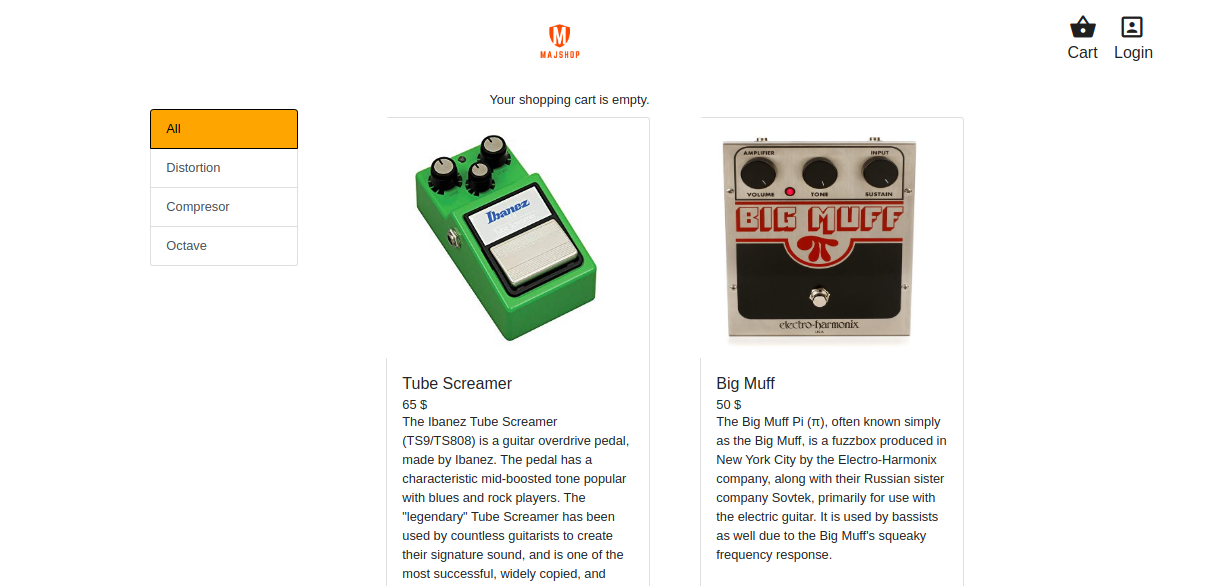 MAJSHOP
Cart
Login
Your shopping cart is empty.
All
Distortion
Compresor
Octave
Ibanez
AMPLIFIER
INPUT
VOLUME
TONE
SUSTAIN
BIG MUFF
π
electro-harmonix
Tube Screamer
65 $
The Ibanez Tube Screamer
(TS9/TS808) is a guitar overdrive pedal,
made by Ibanez. The pedal has a
characteristic mid-boosted tone popular
with blues and rock players. The
"legendary" Tube Screamer has been
used by countless guitarists to create
their signature sound, and is one of the
most successful, widely copied, and
Big Muff
50 $
The Big Muff Pi (π), often known simply
as the Big Muff, is a fuzzbox produced in
New York City by the Electro-Harmonix
company, along with their Russian sister
company Sovtek, primarily for use with
the electric guitar. It is used by bassists
as well due to the Big Muff's squeaky
frequency response.